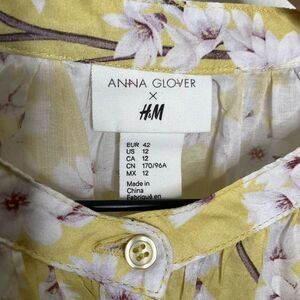 ANNA GLOVER
×
H&M
EUR 42
US 12
CA 12
CN 170/96A
MX 12
Made in
China
Fabriqué en